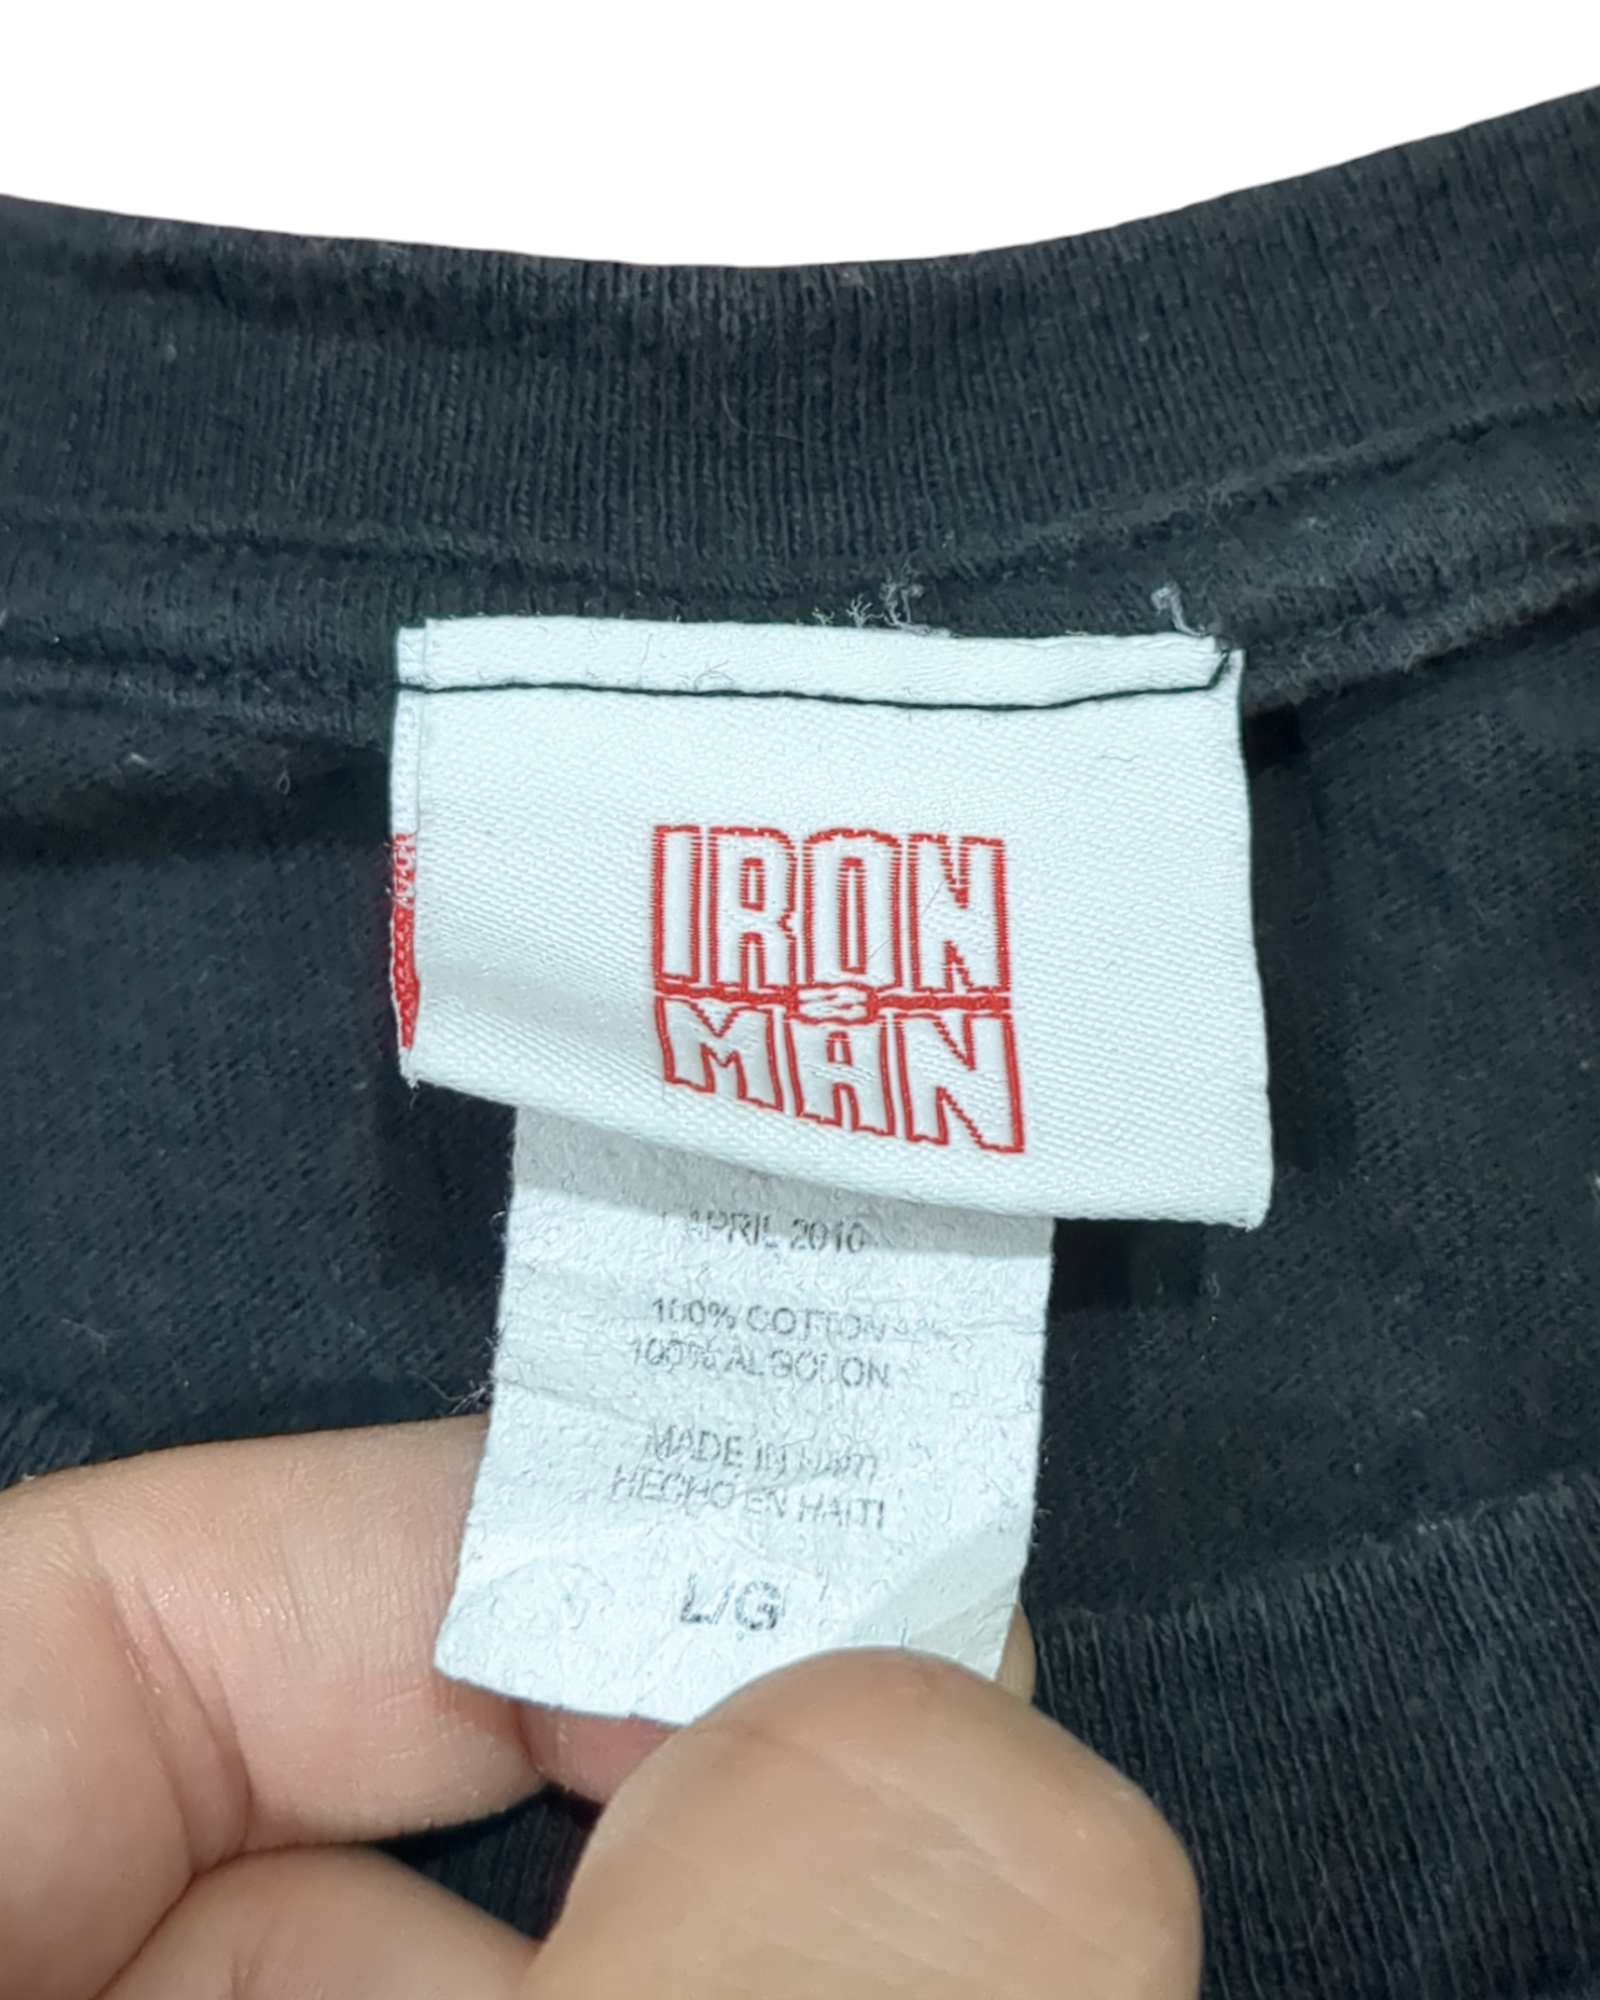 IRON
2
MAN
APRIL 2010
100% COTTON
100% ALGODON
MADE IN HAITI
HECHO EN HAITI
L/G